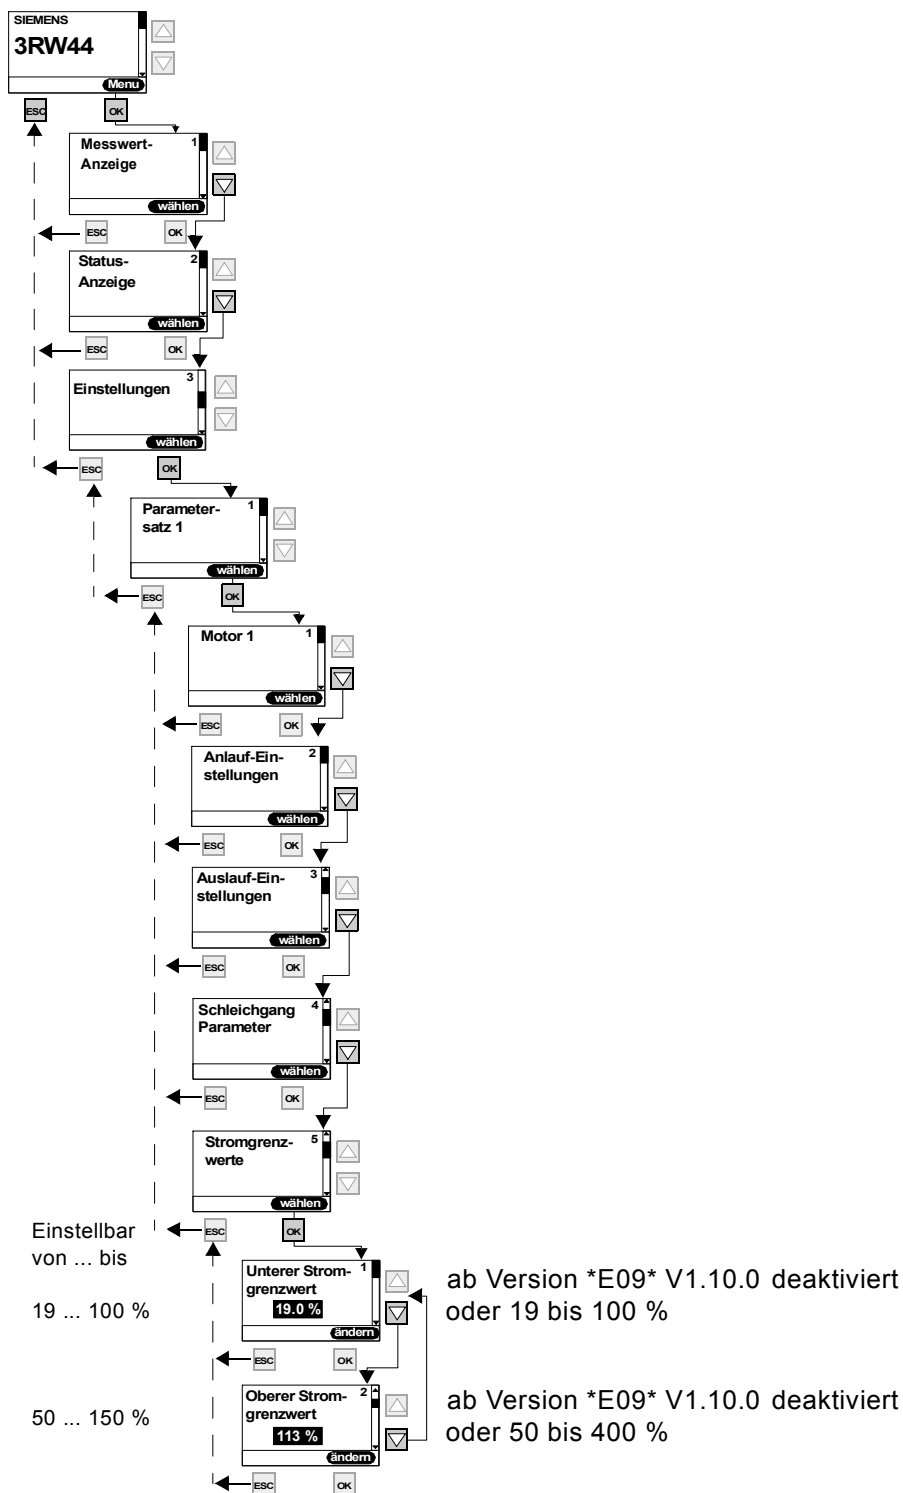 SIEMENS
3RW44
Menu
ESC
OK
Messwert-
Anzeige
1
wählen
ESC
OK
Status-
Anzeige
2
wählen
ESC
OK
Einstellungen
3
wählen
ESC
OK
Parameter-
satz 1
1
wählen
ESC
OK
Motor 1
1
wählen
ESC
OK
Anlauf-Ein-
stellungen
2
wählen
ESC
OK
Auslauf-Ein-
stellungen
3
wählen
ESC
OK
Schleichgang
Parameter
4
wählen
ESC
OK
Stromgrenz-
werte
5
wählen
ESC
OK
Einstellbar
von ... bis
19 ... 100 %
Unterer Strom-
grenzwert
1
19.0 %
ändern
ab Version *E09* V1.10.0 deaktiviert
oder 19 bis 100 %
ESC
OK
50 ... 150 %
Oberer Strom-
grenzwert
2
113 %
ändern
ab Version *E09* V1.10.0 deaktiviert
oder 50 bis 400 %
ESC
OK